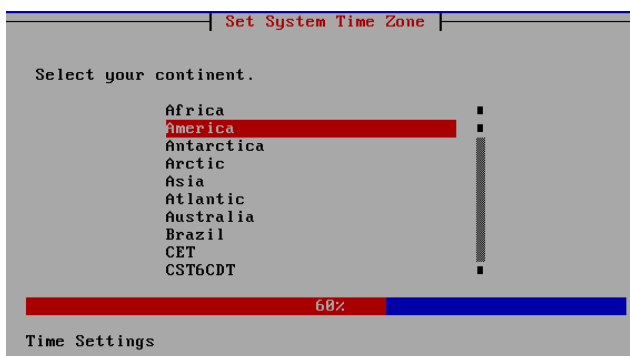 Set System Time Zone
Select your continent.
Africa
America
Antarctica
Arctic
Asia
Atlantic
Australia
Brazil
CET
CST6CDT
60%
Time Settings